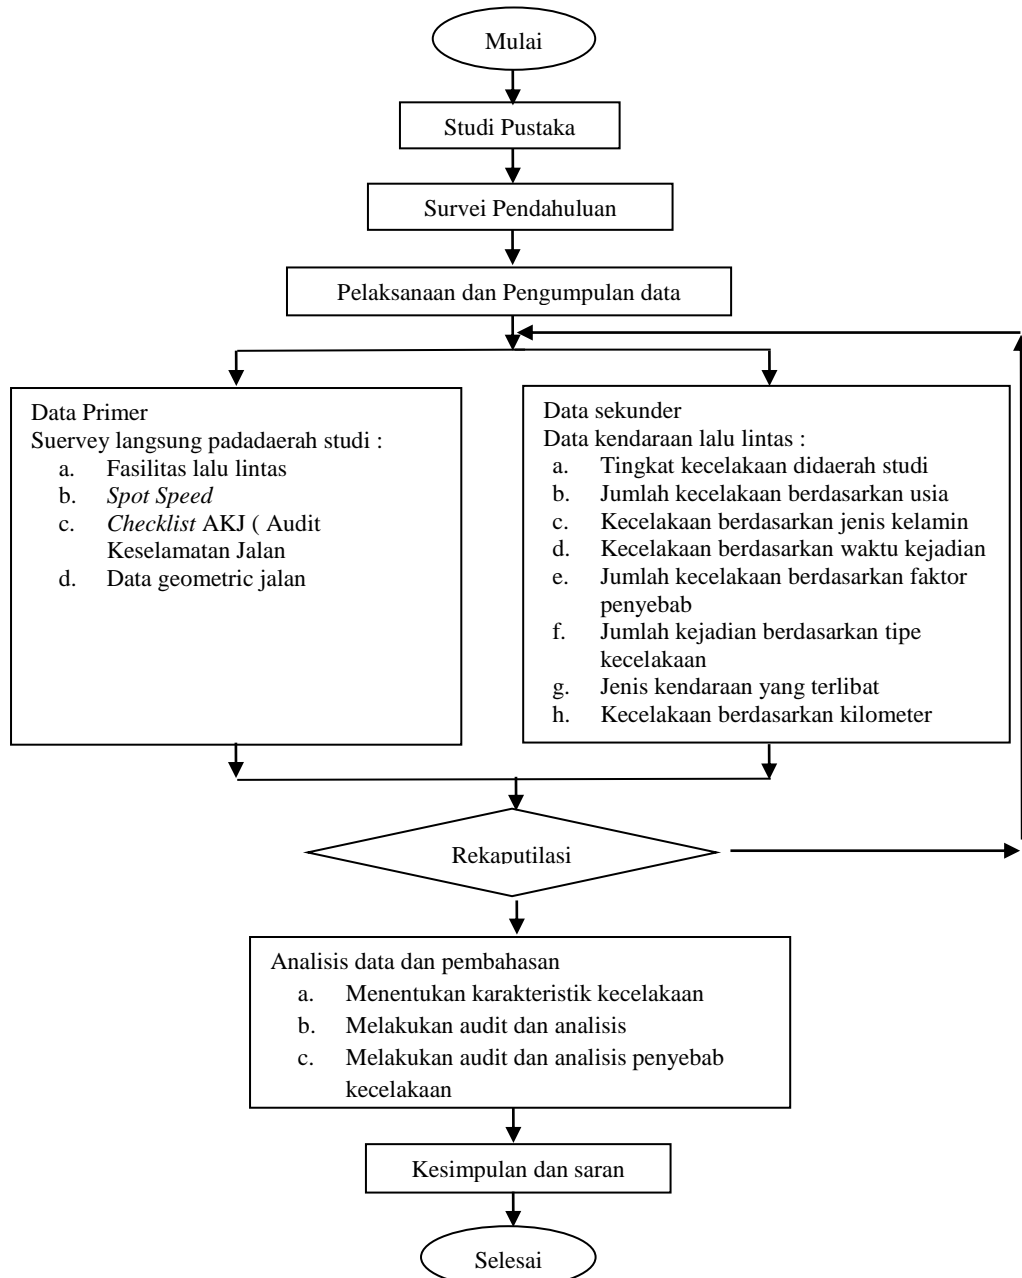 Mulai
Studi Pustaka
Survei Pendahuluan
Pelaksanaan dan Pengumpulan data
Data Primer
Suervey langsung padadaerah studi :
a. Fasilitas lalu lintas
b. Spot Speed
c. Checklist AKJ ( Audit
Keselamatan Jalan
d. Data geometric jalan
Data sekunder
Data kendaraan lalu lintas :
a. Tingkat kecelakaan didaerah studi
b. Jumlah kecelakaan berdasarkan usia
c. Kecelakaan berdasarkan jenis kelamin
d. Kecelakaan berdasarkan waktu kejadian
e. Jumlah kecelakaan berdasarkan faktor
penyebab
f. Jumlah kejadian berdasarkan tipe
kecelakaan
g. Jenis kendaraan yang terlibat
h. Kecelakaan berdasarkan kilometer
Rekaputilasi
Analisis data dan pembahasan
a. Menentukan karakteristik kecelakaan
b. Melakukan audit dan analisis
c. Melakukan audit dan analisis penyebab
kecelakaan
Kesimpulan dan saran
Selesai